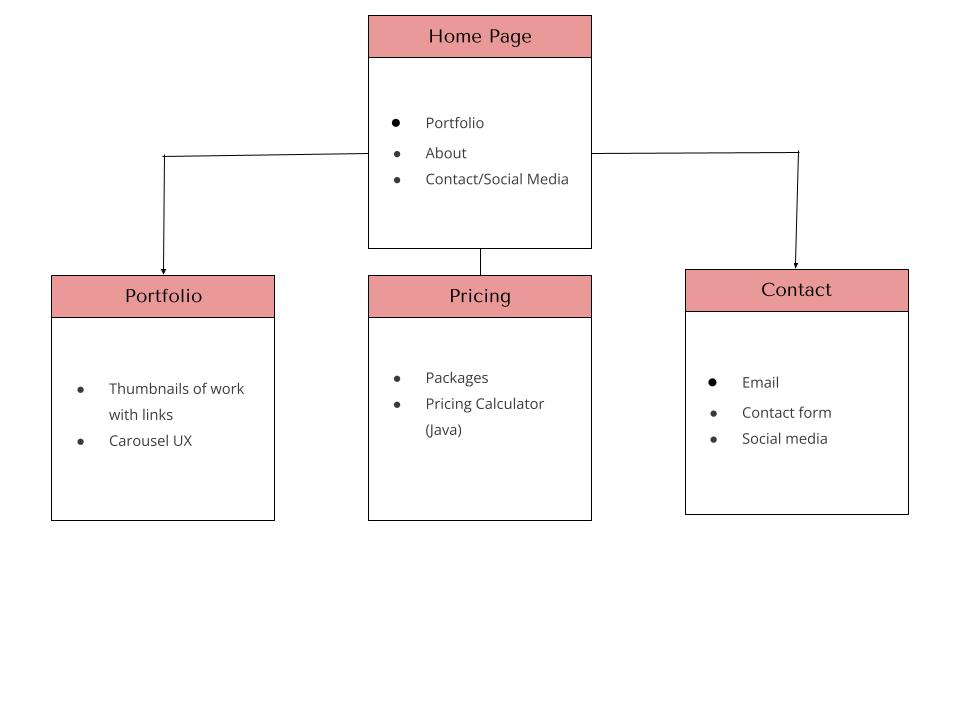 Home Page
● Portfolio
● About
● Contact/Social Media
Portfolio
● Thumbnails of work
with links
● Carousel UX
Pricing
● Packages
● Pricing Calculator
(Java)
Contact
● Email
● Contact form
● Social media